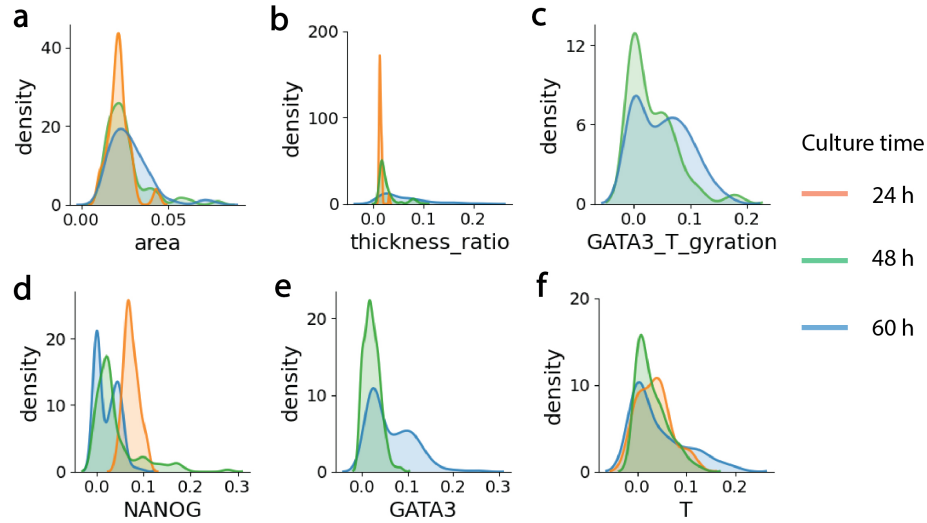 a
density
40
20
0
0.00 0.05
area
b
density
200
100
0
0.0 0.1 0.2
thickness_ratio
c
density
12
6
0
0.0 0.1 0.2
GATA3_T_gyration
Culture time
24 h
48 h
60 h
d
density
20
10
0
0.0 0.1 0.2 0.3
NANOG
e
density
20
10
0
0.0 0.1 0.2 0.3
GATA3
f
density
20
10
0
0.0 0.1 0.2
T